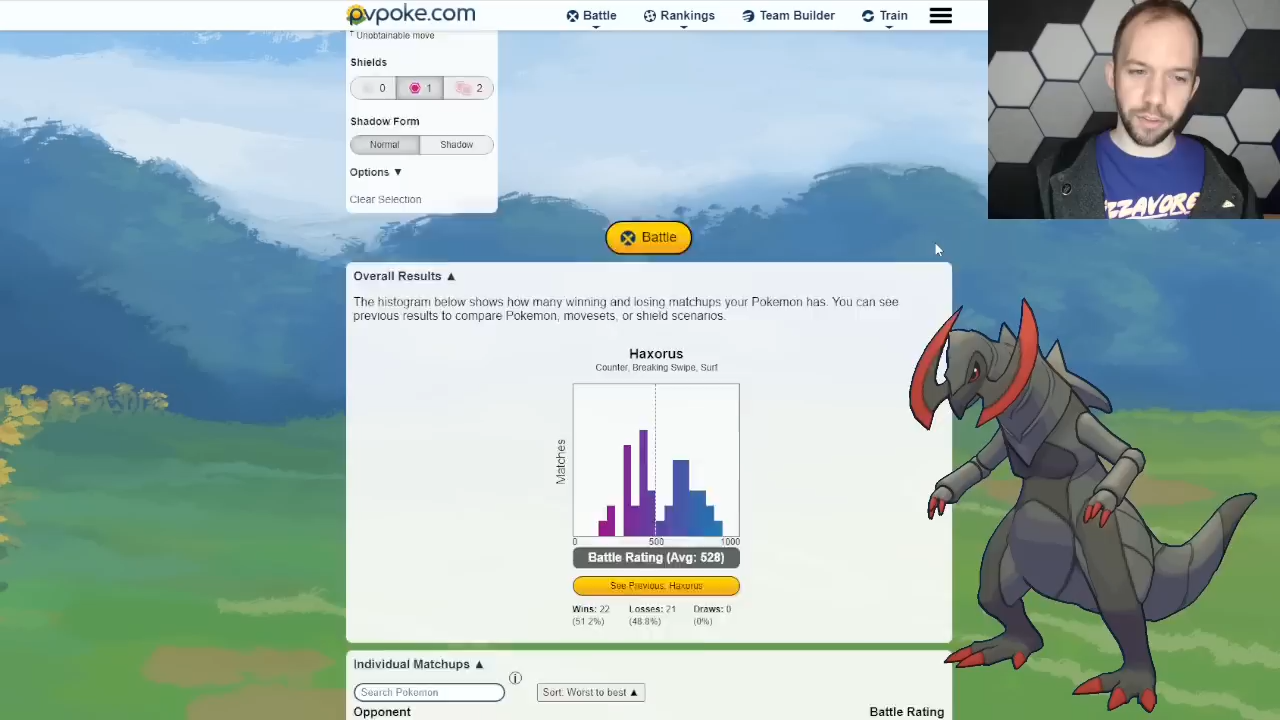 pvpoke.com
Battle
Rankings
Team Builder
Train
† Unobtainable move
Shields
0
1
2
Shadow Form
Normal
Shadow
Options ▼
Clear Selection
Battle
Overall Results ▲
The histogram below shows how many winning and losing matchups your Pokemon has. You can see
previous results to compare Pokemon, movesets, or shield scenarios.
Haxorus
Counter, Breaking Swipe, Surf
Matches
0
500
1000
Battle Rating (Avg: 528)
See Previous: Haxorus
Wins: 22
Losses: 21
Draws: 0
(51.2%)
(48.8%)
(0%)
Individual Matchups ▲
i
Search Pokemon
Sort: Worst to best ▲
Opponent
Battle Rating